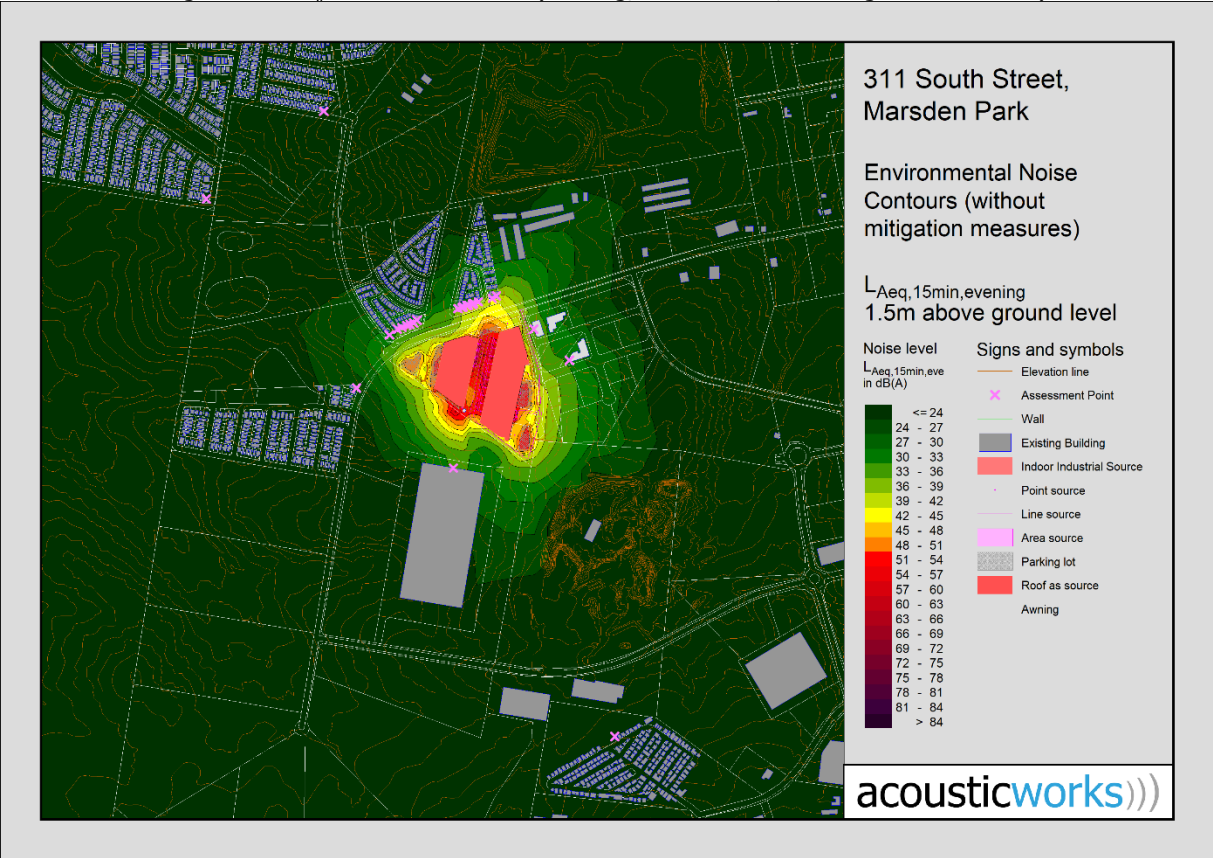 311 South Street,
Marsden Park
Environmental Noise
Contours (without
mitigation measures)
LAeq,15min,evening
1.5m above ground level
Noise level
LAeq,15min,eve
in dB(A)
<= 24
24 - 27
27 - 30
30 - 33
33 - 36
36 - 39
39 - 42
42 - 45
45 - 48
48 - 51
51 - 54
54 - 57
57 - 60
60 - 63
63 - 66
66 - 69
69 - 72
72 - 75
75 - 78
78 - 81
81 - 84
> 84
Signs and symbols
Elevation line
Assessment Point
Wall
Existing Building
Indoor Industrial Source
Point source
Line source
Area source
Parking lot
Roof as source
Awning
acousticworks)))